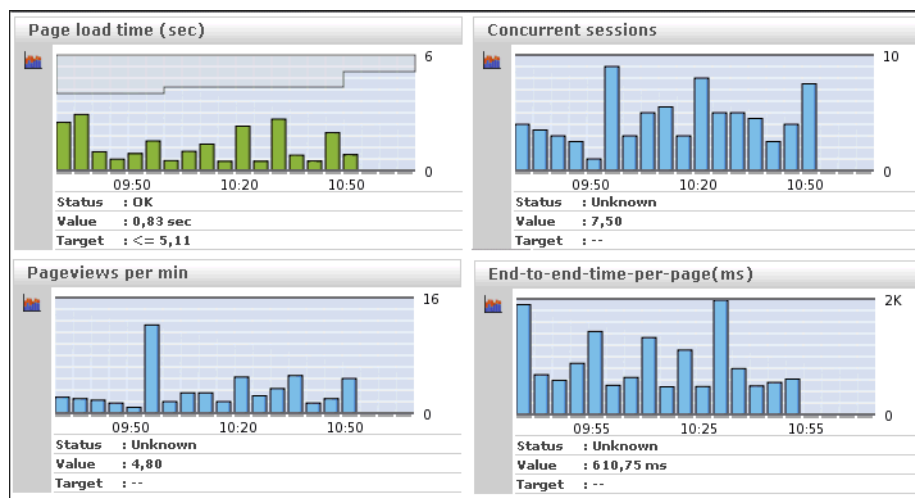 Page load time (sec)
6
0
09:50 10:20 10:50
Status : OK
Value : 0,83 sec
Target : <= 5,11
Concurrent sessions
10
0
09:50 10:20 10:50
Status : Unknown
Value : 7,50
Target : --
Pageviews per min
16
0
09:50 10:20 10:50
Status : Unknown
Value : 4,80
Target : --
End-to-end-time-per-page(ms)
2K
0
09:55 10:25 10:55
Status : Unknown
Value : 610,75 ms
Target : --